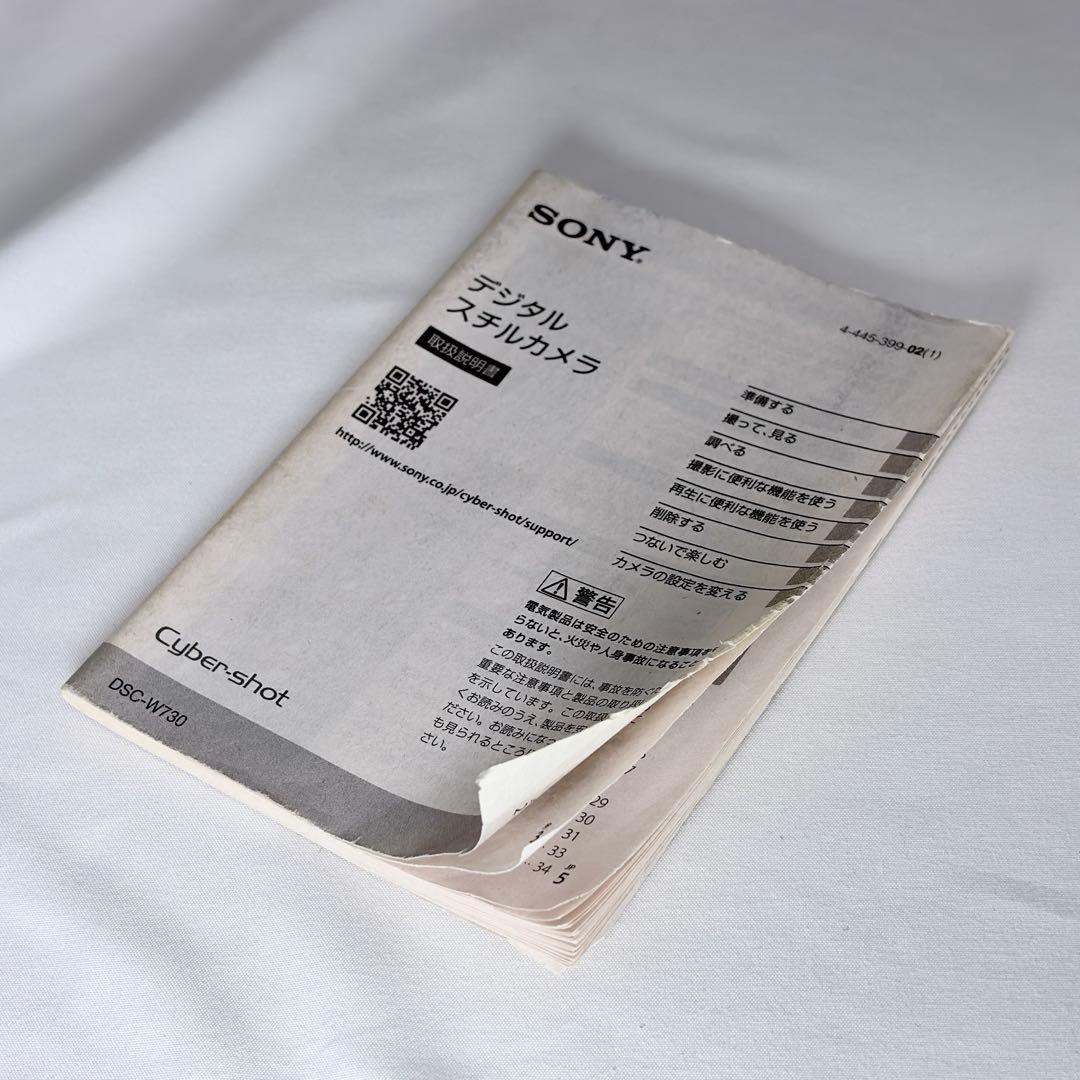 SONY
4-445-399-02(1)
デジタル
スチルカメラ
取扱説明書
http://www.sony.co.jp/cyber-shot/support/
準備する
撮って、見る
調べる
撮影に便利な機能を使う
再生に便利な機能を使う
削除する
つないで楽しむ
カメラの設定を変える
警告
電気製品は安全のための注意事項を
らないと、火災や人身事故になること
あります。
この取扱説明書には、事故を防ぐ
重要な注意事項と製品の取り扱
を示しています。この取扱
くお読みのうえ、製品を安
ださい。お読みになっ
も見られるところに
さい。
Cyber-shot
DSC-W730
29
30
31
33
34
JP
5